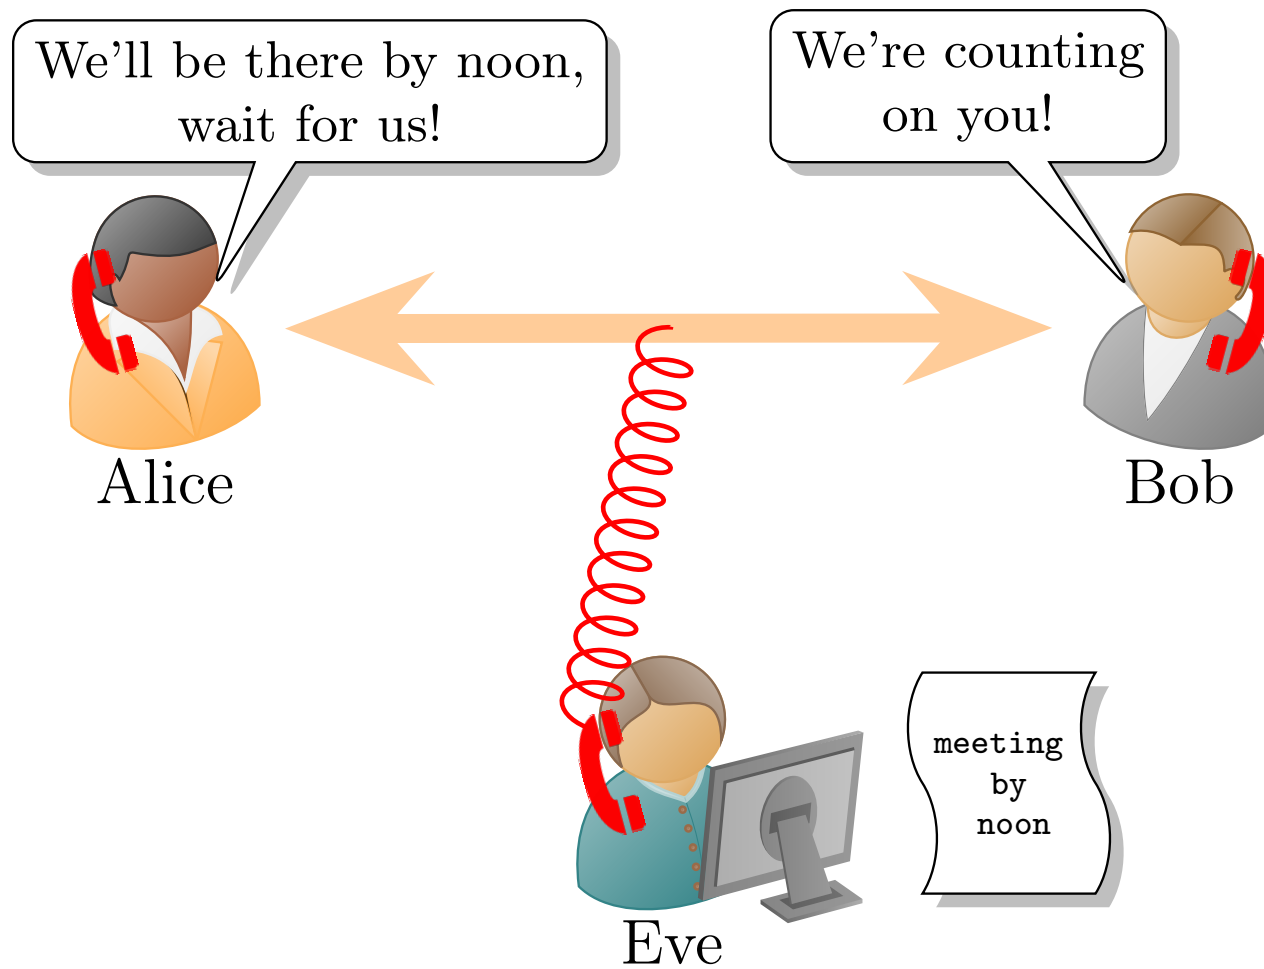 We'll be there by noon,
wait for us!
We're counting
on you!
Alice
Bob
meeting
by
noon
Eve